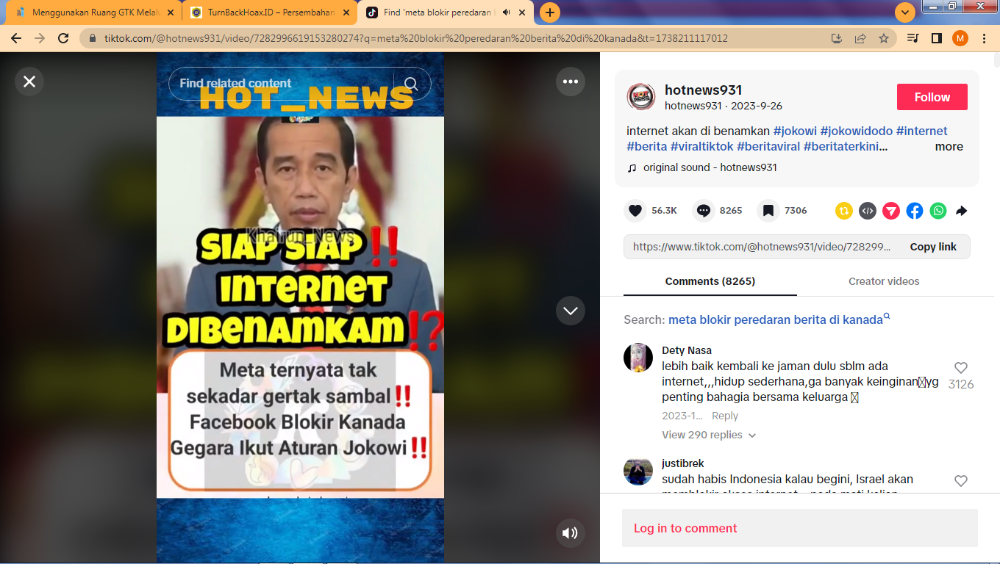 Menggunakan Ruang GTK Melal
TurnBackHoax.ID – Persembahan
Find 'meta blokir peredaran b
tiktok.com/@hotnews931/video/7282996619153280274?q=meta%20blokir%20peredaran%20berita%20di%20kanada&t=1738211117012
M
Find related content
HOT_NEWS
Khairun_News
SIAP SIAP‼️
INTERNET
DIBENAMKAM⁉️
Meta ternyata tak
sekadar gertak sambal‼️
Facebook Blokir Kanada
Gegara Ikut Aturan Jokowi‼️
hotnews931
hotnews931 · 2023-9-26
Follow
internet akan di benamkan #jokowi #jokowidodo #internet
#berita #viraltiktok #beritaviral #beritaterkini...
more
original sound - hotnews931
56.3K
8265
7306
https://www.tiktok.com/@hotnews931/video/728299...
Copy link
Comments (8265)
Creator videos
Search: meta blokir peredaran berita di kanada
Dety Nasa
lebih baik kembali ke jaman dulu sblm ada
internet,,,hidup sederhana,ga banyak keinginan yg
penting bahagia bersama keluarga
3126
2023-1... Reply
View 290 replies
justibrek
sudah habis Indonesia kalau begini, Israel akan
Log in to comment